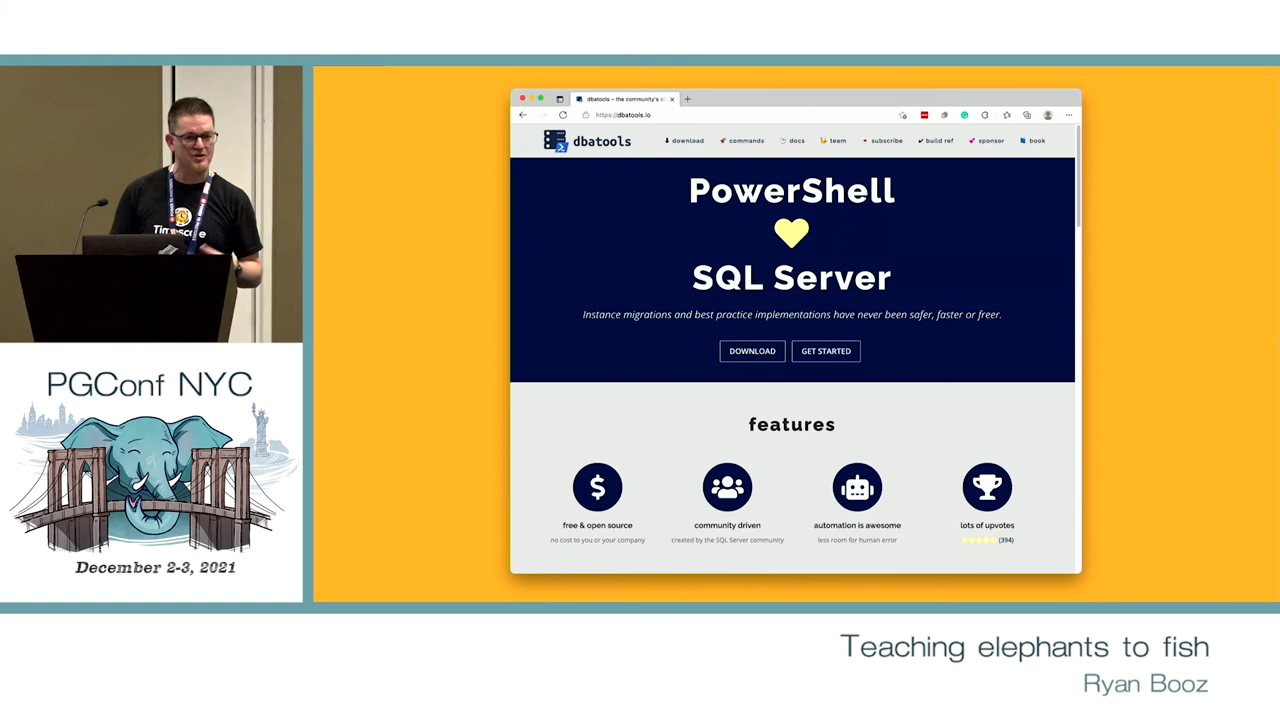 Timescale
PGConf NYC
December 2-3, 2021
dbatools – the community's s
https://dbatools.io
dbatools
download
commands
docs
team
subscribe
build ref
sponsor
book
PowerShell
SQL Server
Instance migrations and best practice implementations have never been safer, faster or freer.
DOWNLOAD
GET STARTED
features
free & open source
no cost to you or your company
community driven
created by the SQL Server community
automation is awesome
less room for human error
lots of upvotes
(394)
Teaching elephants to fish
Ryan Booz